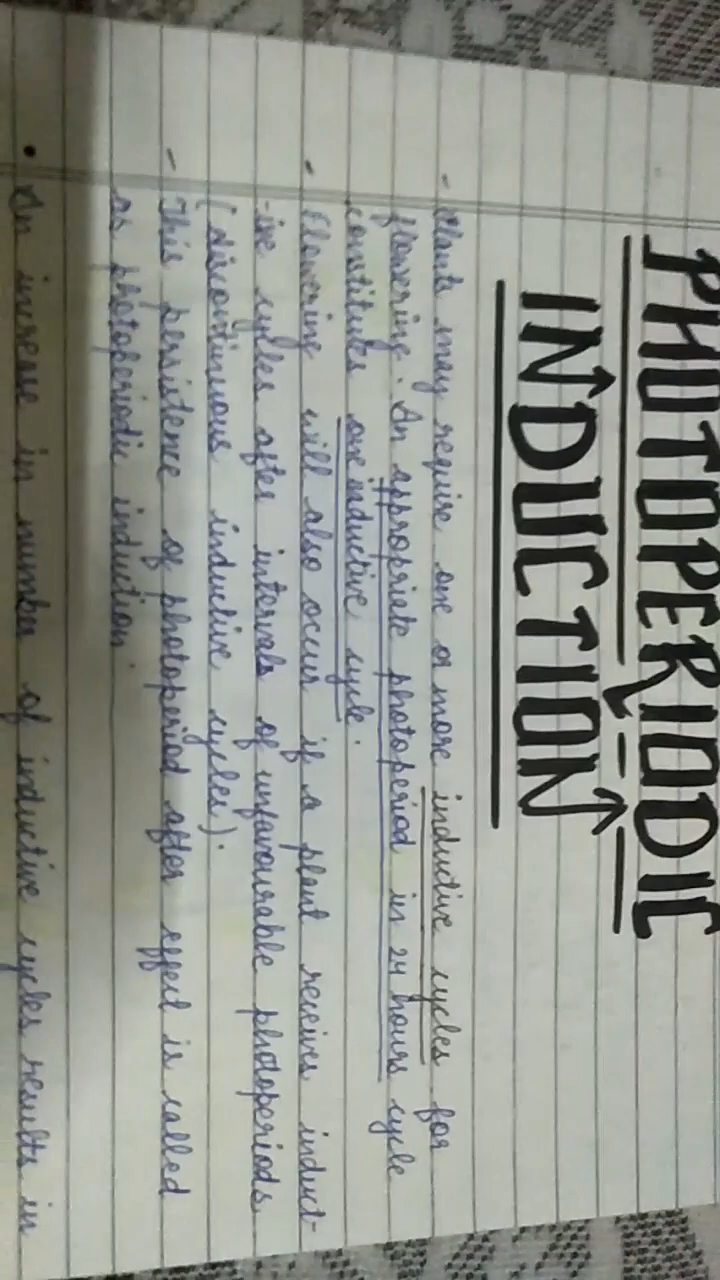 PHOTOPERIODIC
INDUCTION
- Plants may require one or more inductive cycles for
flowering. An appropriate photoperiod in 24 hours cycle
constitutes one inductive cycle.
- Flowering will also occur if a plant receives induct-
-ive cycles after intervals of unfavourable photoperiods
(discontinuous inductive cycles).
- This persistence of photoperiod after effect is called
as photoperiodic induction.
• An increase in number of inductive cycles results in